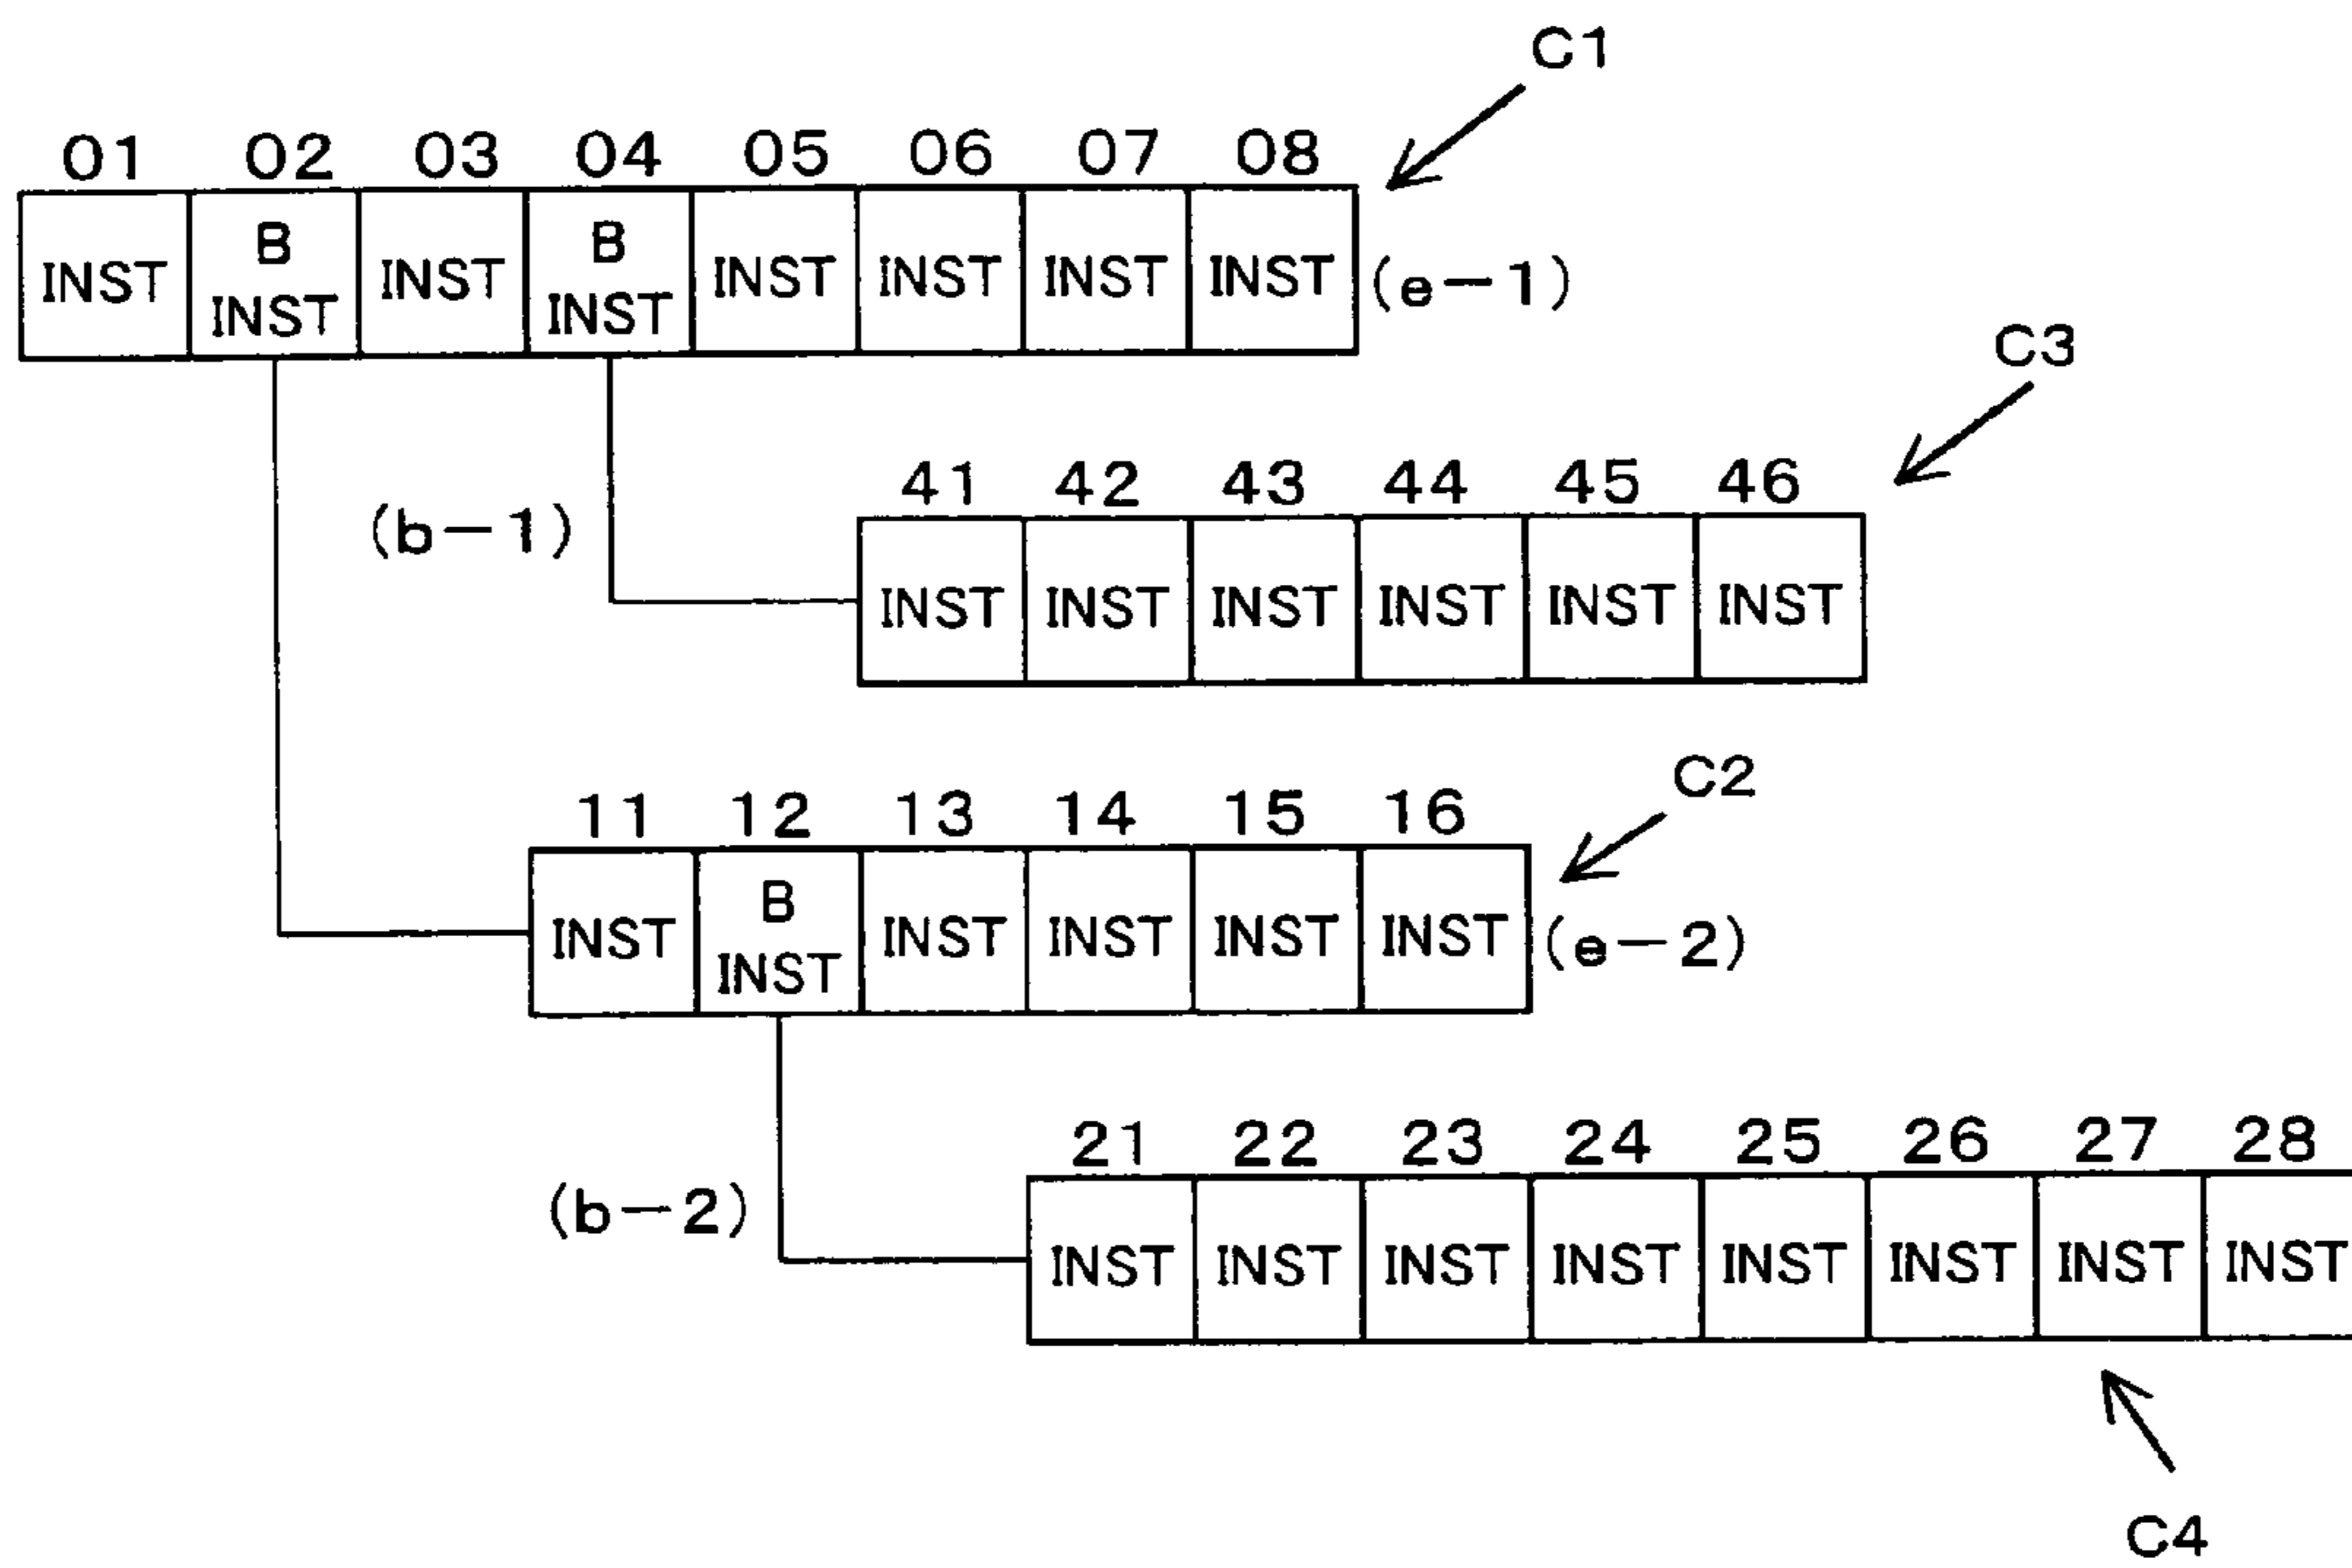 C1
01 02 03 04 05 06 07 08
INST B INST INST B INST INST INST INST INST (e-1)
C3
41 42 43 44 45 46
(b-1)
INST INST INST INST INST INST
C2
11 12 13 14 15 16
INST B INST INST INST INST INST (e-2)
21 22 23 24 25 26 27 28
(b-2)
INST INST INST INST INST INST INST INST
C4